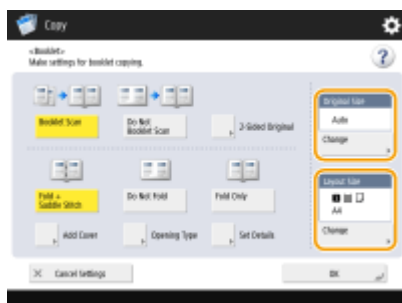 Copy
<Booklet>
Make settings for booklet copying.
Booklet Scan
Do Not
Booklet Scan
2-Sided Original
Fold +
Saddle Stitch
Do Not Fold
Fold Only
Add Cover
Opening Type
Set Details
Original Size
Auto
Change
Layout Size
A4
Change
Cancel Settings
OK